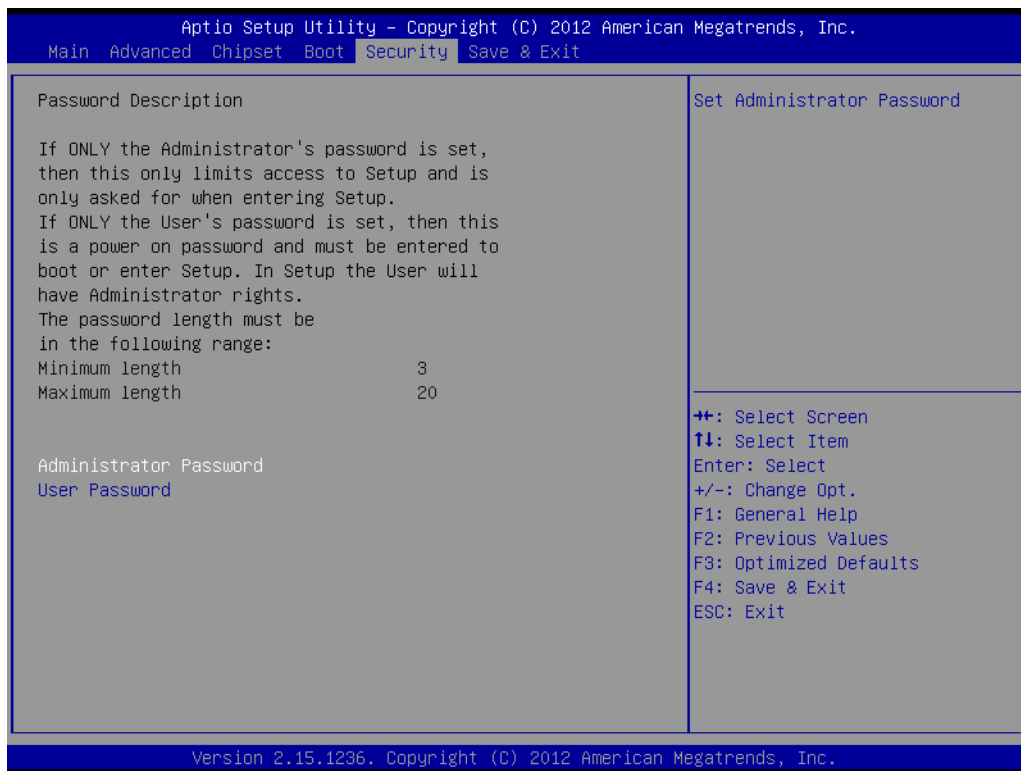 Aptio Setup Utility – Copyright (C) 2012 American Megatrends, Inc.
Main Advanced Chipset Boot Security Save & Exit
Password Description
If ONLY the Administrator's password is set,
then this only limits access to Setup and is
only asked for when entering Setup.
If ONLY the User's password is set, then this
is a power on password and must be entered to
boot or enter Setup. In Setup the User will
have Administrator rights.
The password length must be
in the following range:
Minimum length 3
Maximum length 20
Administrator Password
User Password
Set Administrator Password
→←: Select Screen
↑↓: Select Item
Enter: Select
+/-: Change Opt.
F1: General Help
F2: Previous Values
F3: Optimized Defaults
F4: Save & Exit
ESC: Exit
Version 2.15.1236. Copyright (C) 2012 American Megatrends, Inc.